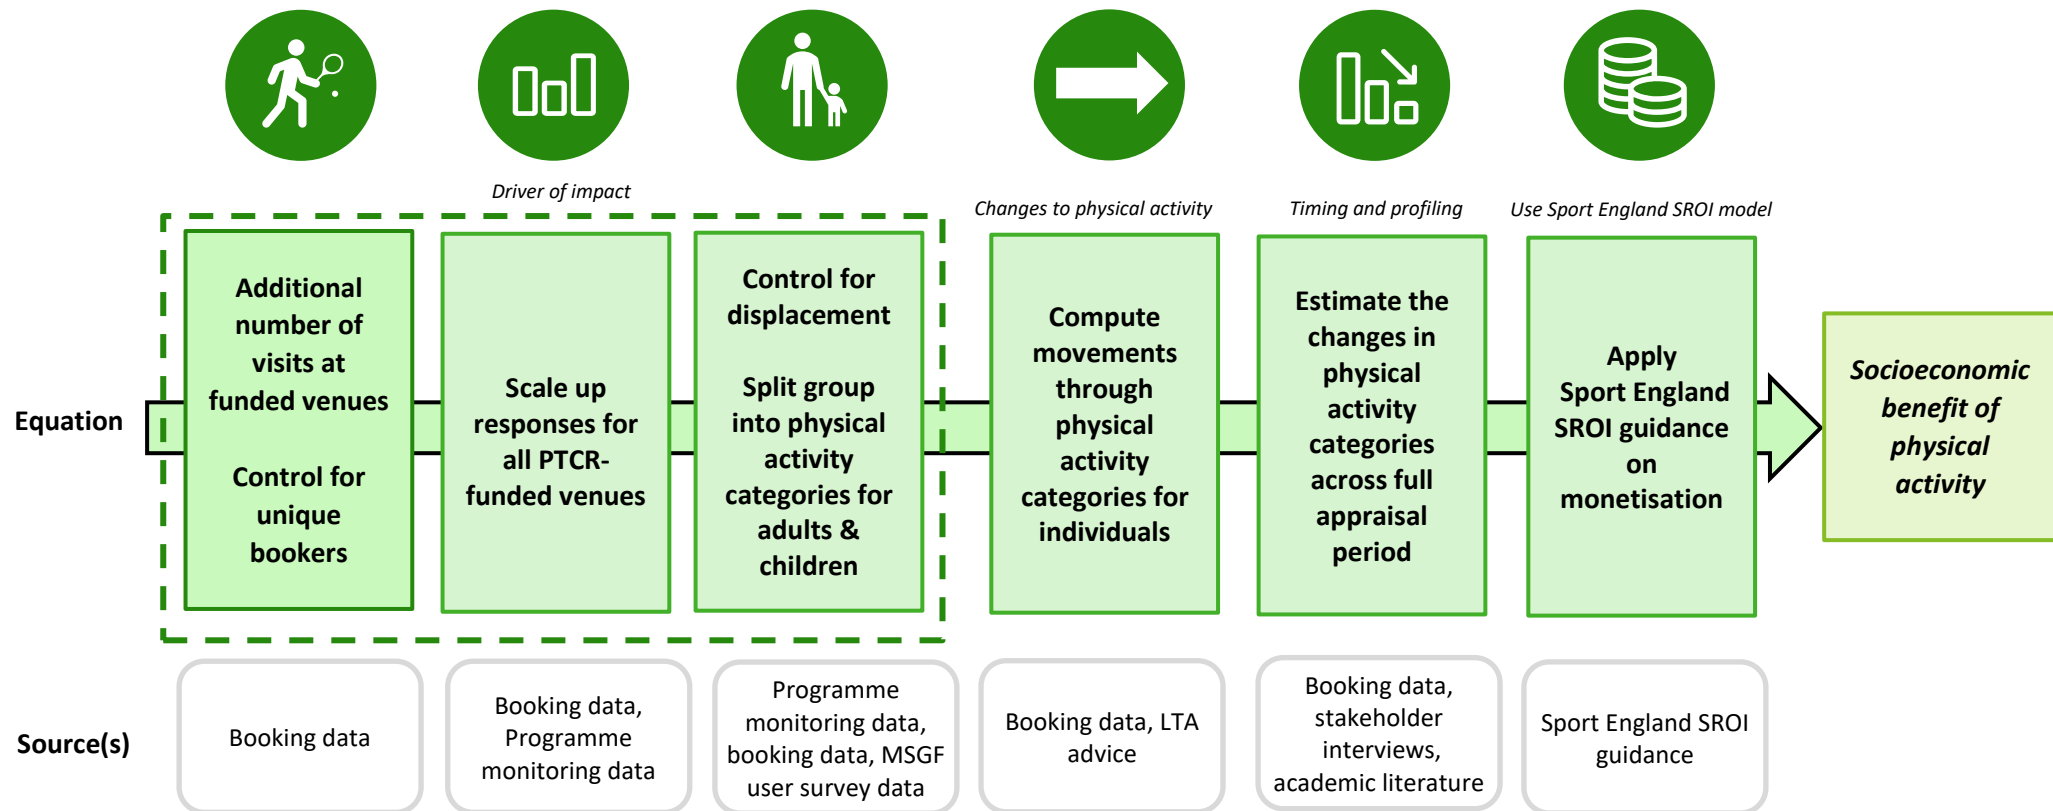 Driver of impact
Changes to physical activity
Timing and profiling
Use Sport England SROI model
Equation
Additional
number of
visits at
funded venues
Control for
unique
bookers
Scale up
responses for
all PTCR-
funded venues
Control for
displacement
Split group
into physical
activity
categories for
adults &
children
Compute
movements
through
physical
activity
categories for
individuals
Estimate the
changes in
physical
activity
categories
across full
appraisal
period
Apply
Sport England
SROI guidance
on
monetisation
Socioeconomic
benefit of
physical
activity
Source(s)
Booking data
Booking data,
Programme
monitoring data
Programme
monitoring data,
booking data, MSGF
user survey data
Booking data, LTA
advice
Booking data,
stakeholder
interviews,
academic literature
Sport England SROI
guidance